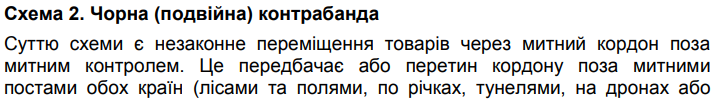 Схема 2. Чорна (подвійна) контрабанда
Суттю схеми є незаконне переміщення товарів через митний кордон поза
митним контролем. Це передбачає або перетин кордону поза митними
постами обох країн (лісами та полями, по річках, тунелями, на дронах або